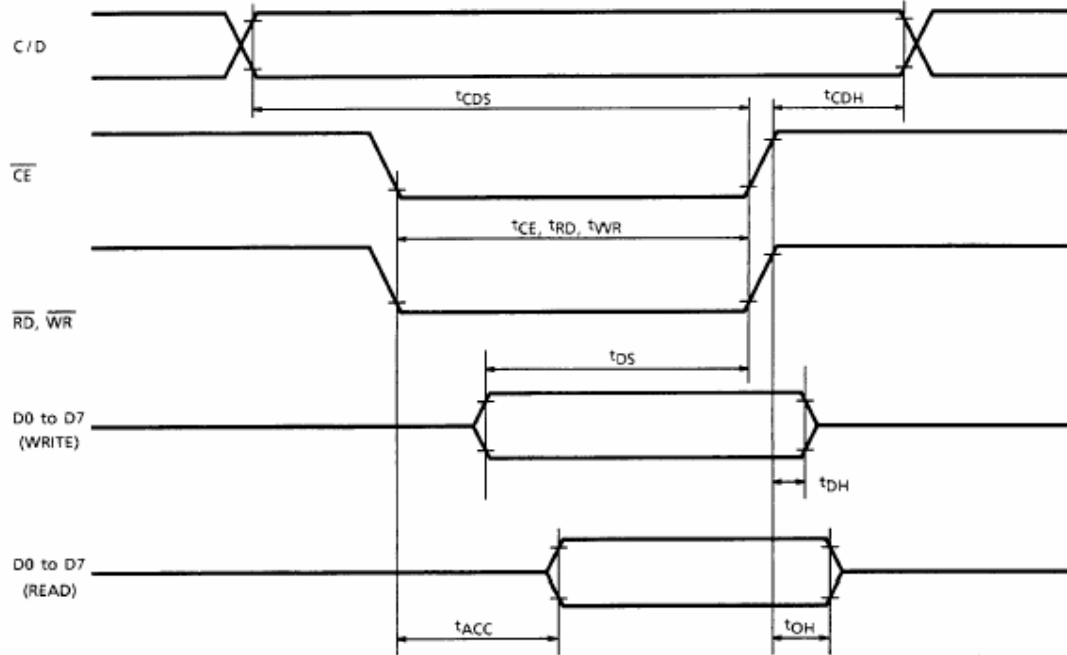 C / D
tCDS
tCDH
CE
tCE, tRD, tWR
RD, WR
tDS
D0 to D7
(WRITE)
tDH
D0 to D7
(READ)
tACC
tOH